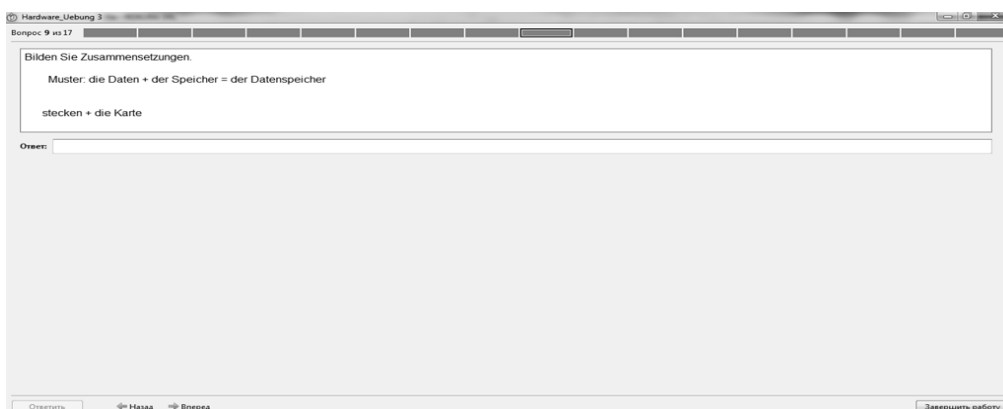 Hardware_Uebung 3
Вопрос 9 из 17
Bilden Sie Zusammensetzungen.
Muster: die Daten + der Speicher = der Datenspeicher
stecken + die Karte
Ответ:
Ответить Назад Вперед Завершить работу